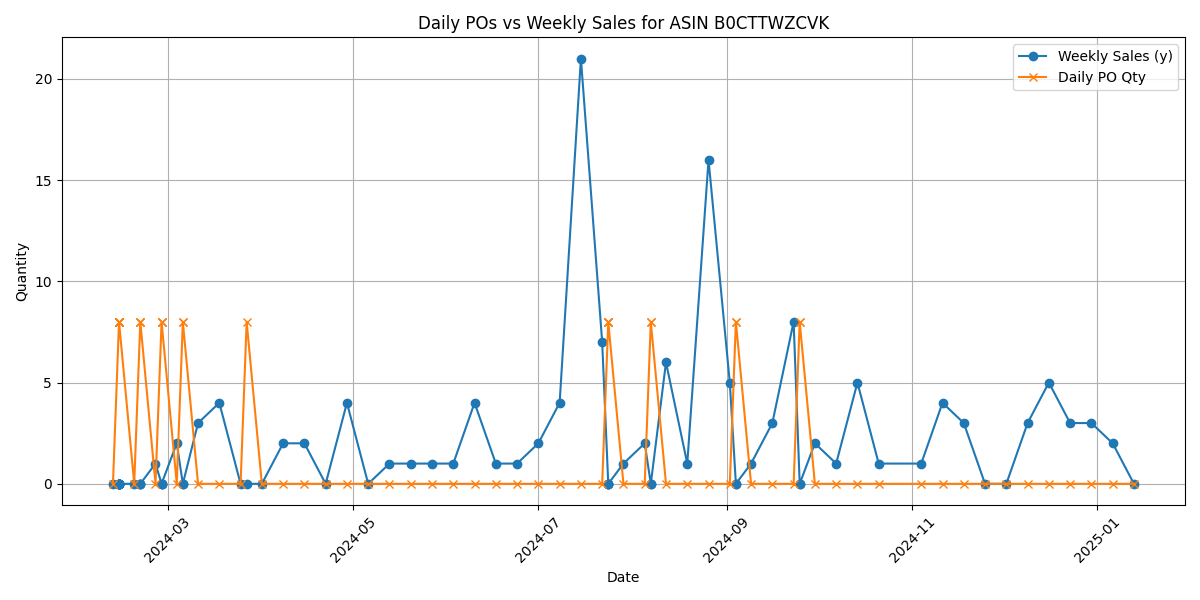 Daily POs vs Weekly Sales for ASIN B0CTTWZCVK
Weekly Sales (y)
Daily PO Qty
Quantity
20
15
10
5
0
2024-03
2024-05
2024-07
2024-09
2024-11
2025-01
Date